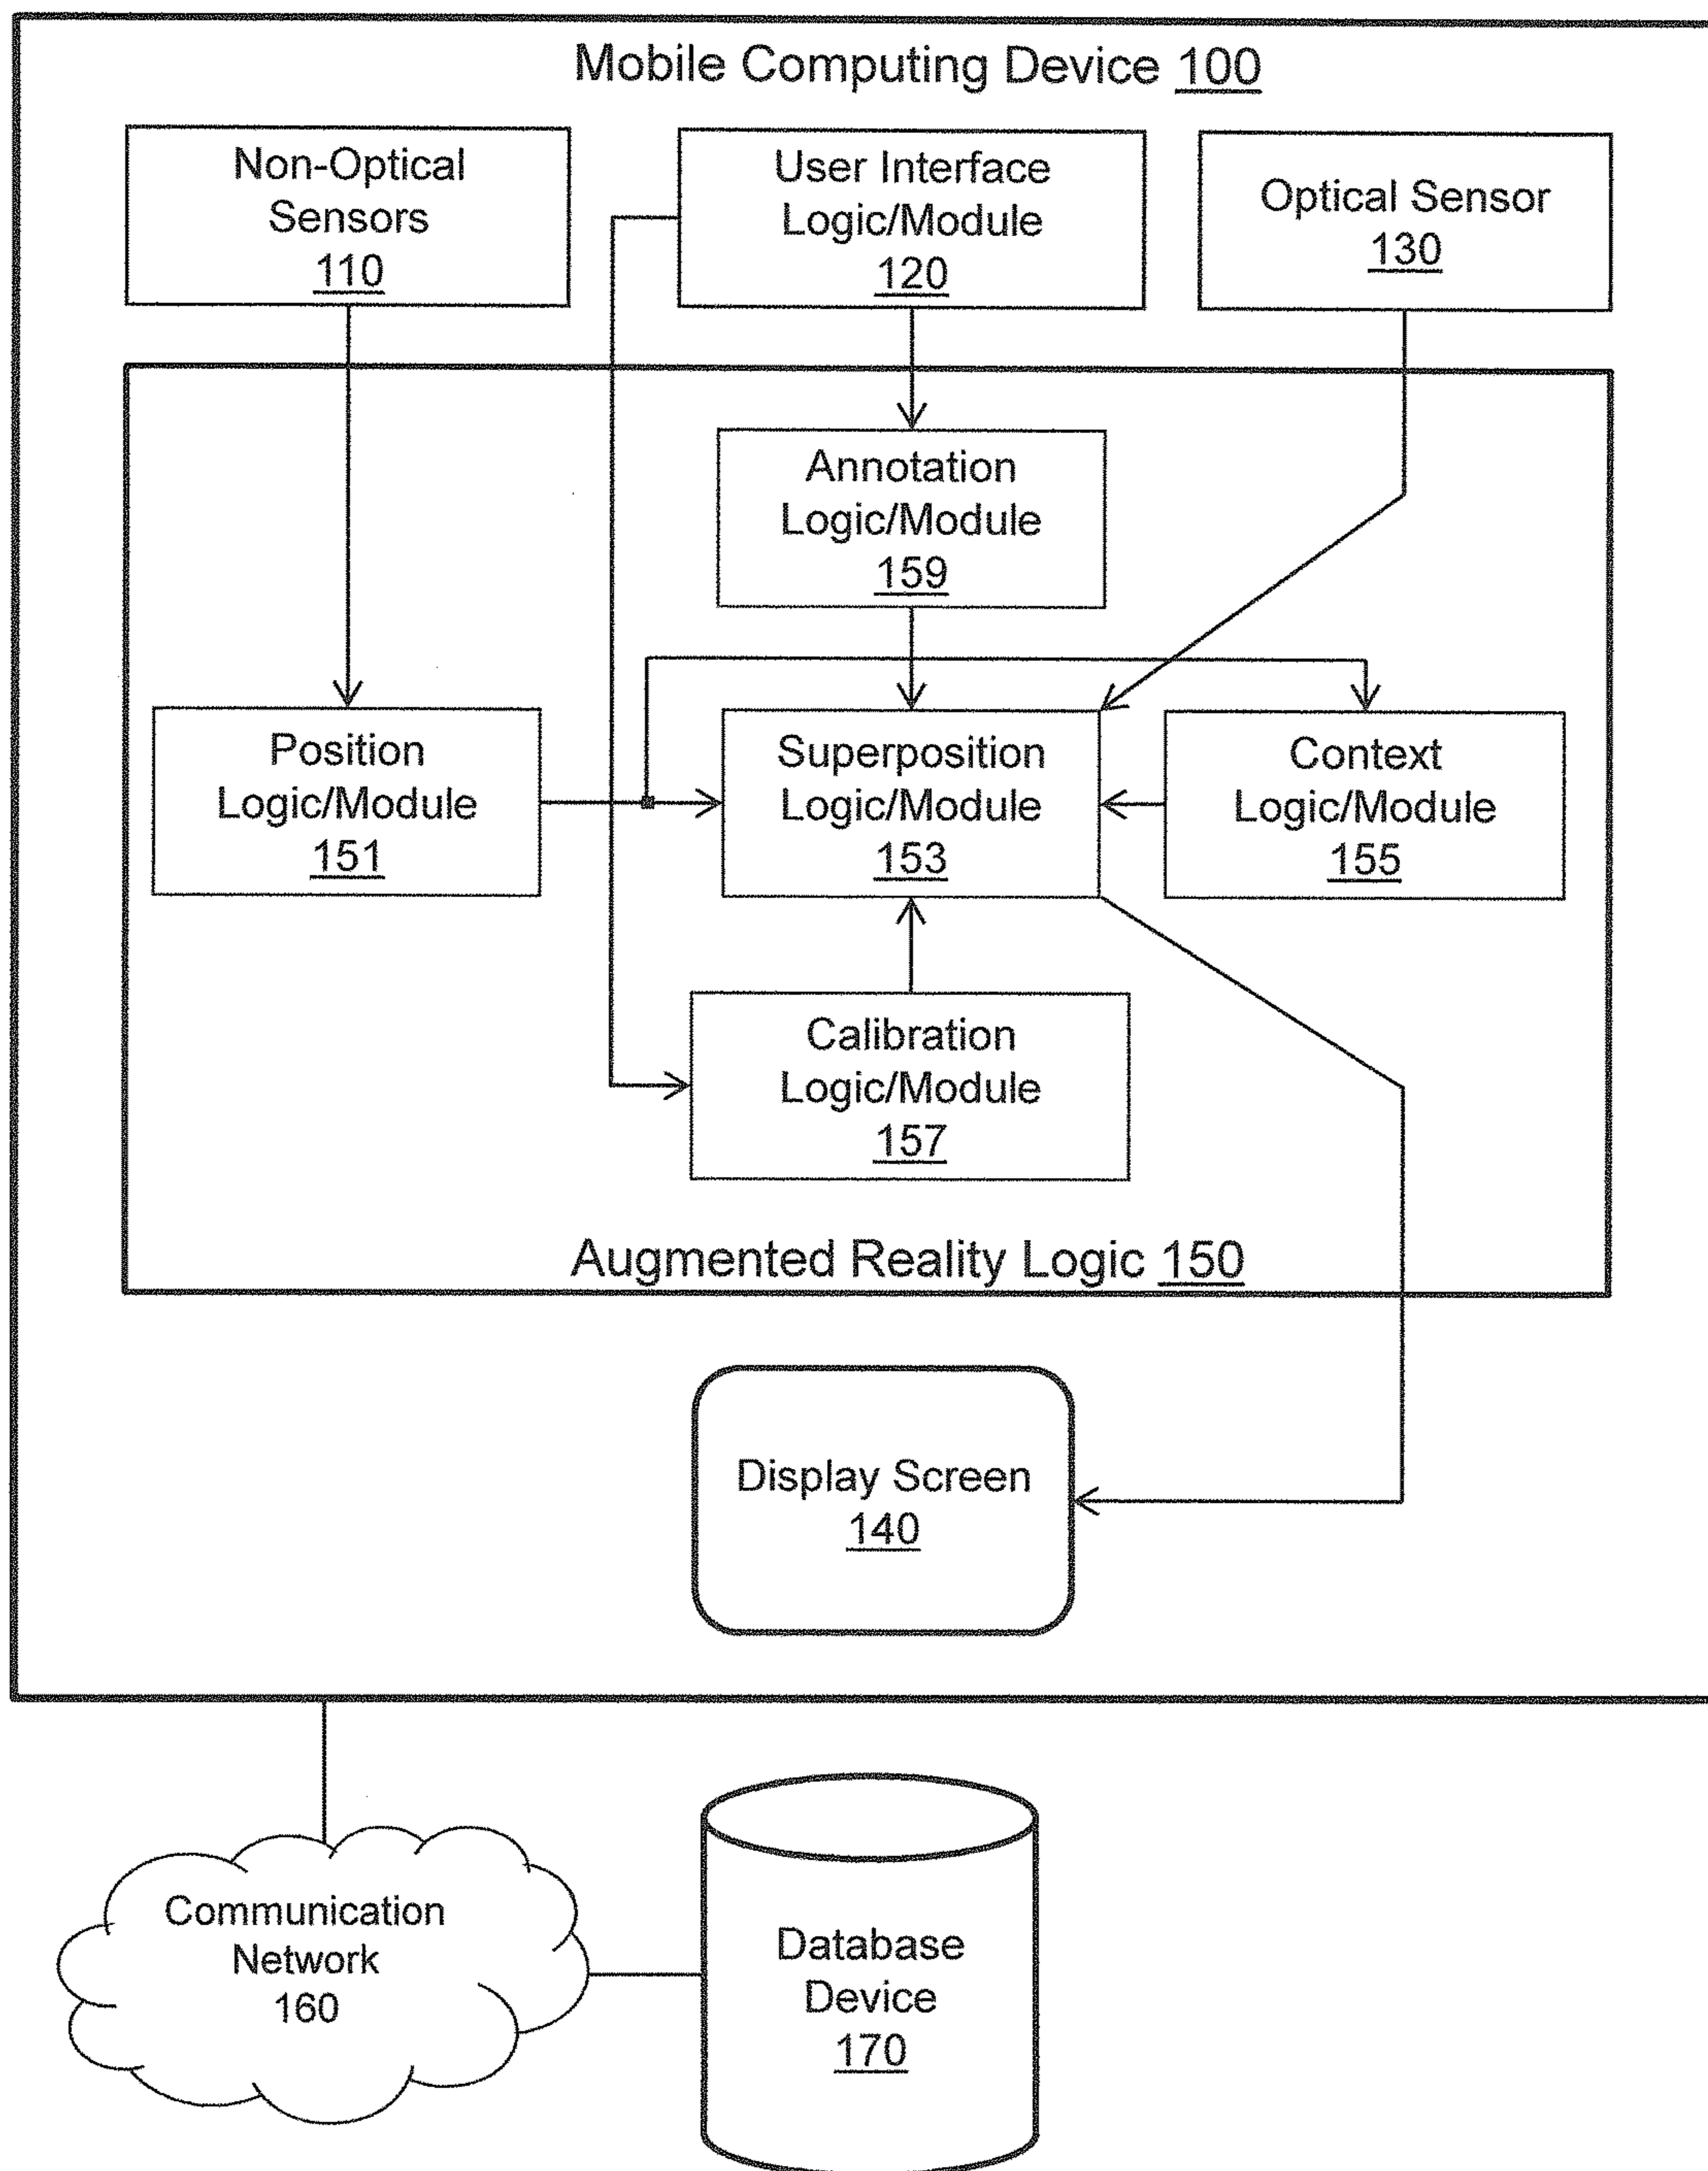 Mobile Computing Device 100
Non-Optical
Sensors
110
User Interface
Logic/Module
120
Optical Sensor
130
Annotation
Logic/Module
159
Position
Logic/Module
151
Superposition
Logic/Module
153
Context
Logic/Module
155
Calibration
Logic/Module
157
Augmented Reality Logic 150
Display Screen
140
Communication
Network
160
Database
Device
170